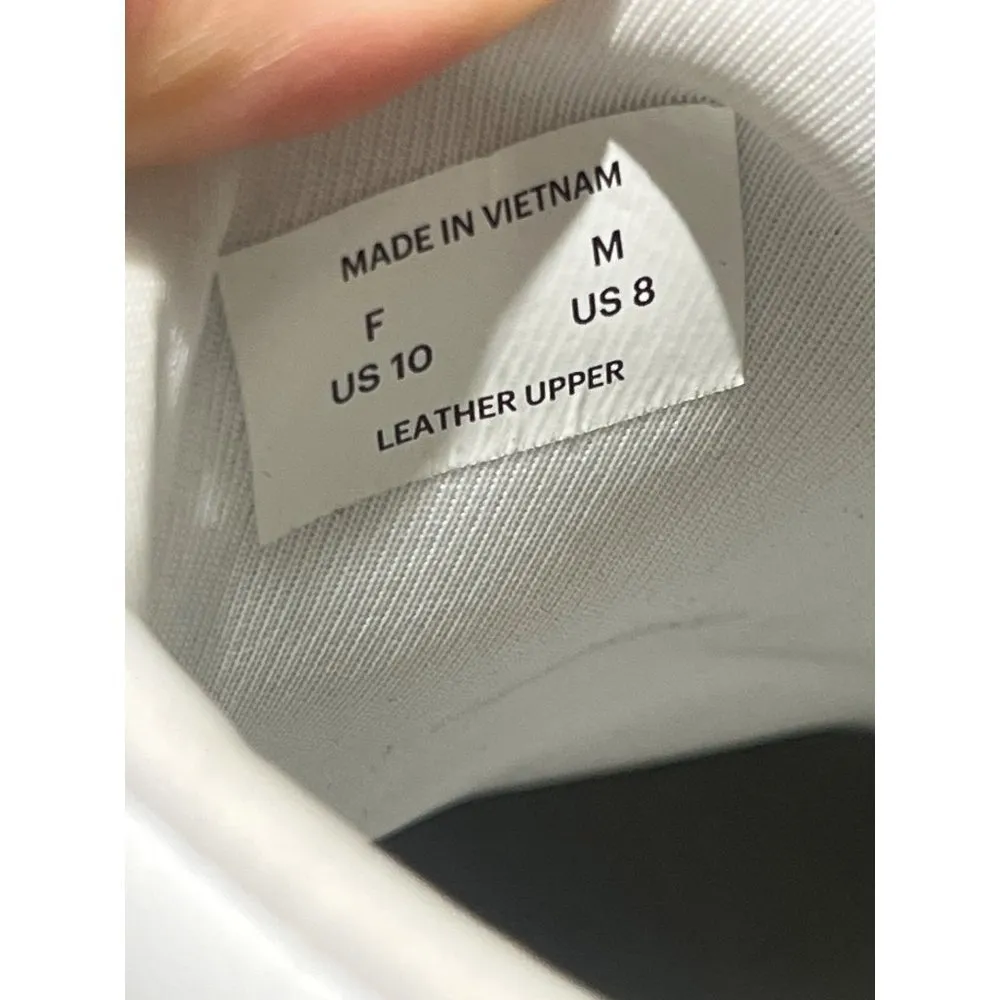 MADE IN VIETNAM
F M
US 10 US 8
LEATHER UPPER